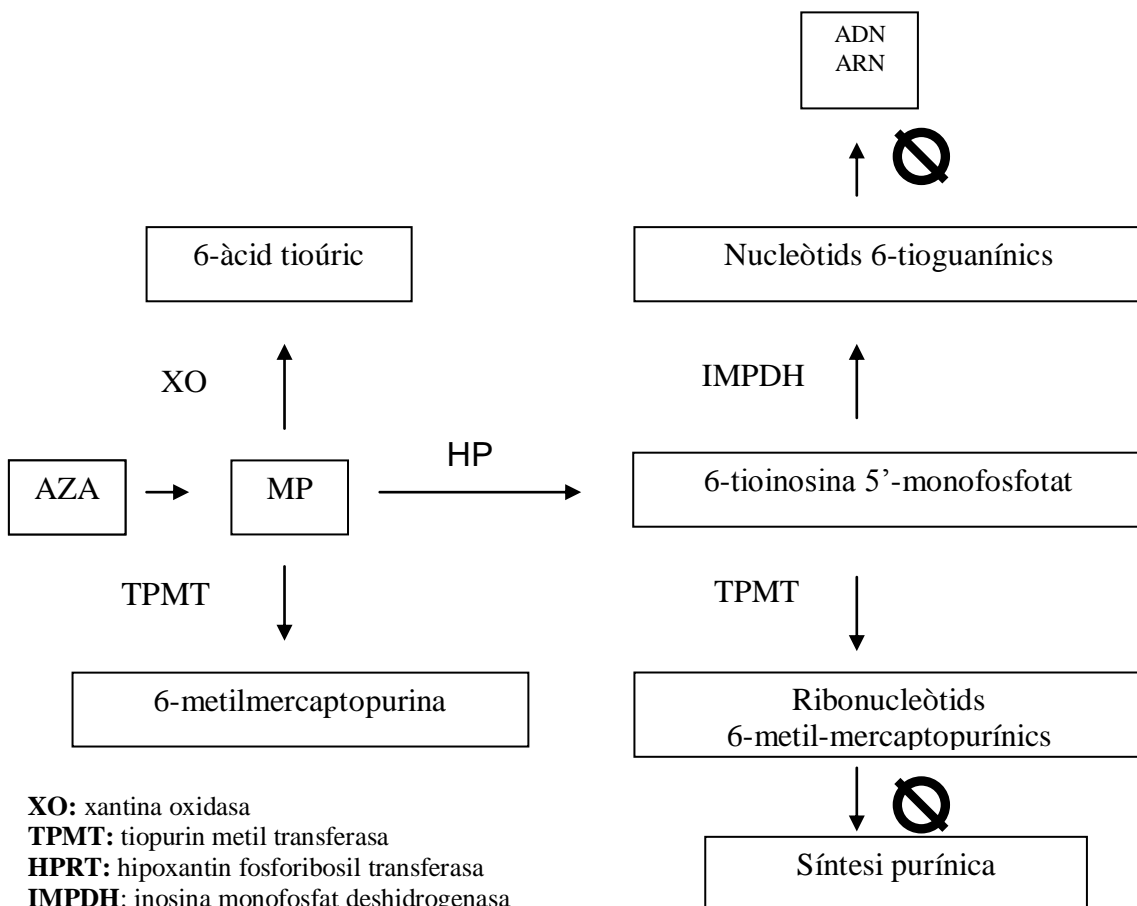 ADN
ARN
6-àcid tioúric
Nucleòtids 6-tioguanínics
XO
IMPDH
HP
AZA
MP
6-tioinosina 5’-monofosfotat
TPMT
TPMT
6-metilmercaptopurina
Ribonucleòtids
6-metil-mercaptopurínics
XO: xantina oxidasa
TPMT: tiopurin metil transferasa
HPRT: hipoxantin fosforibosil transferasa
IMPDH: inosina monofosfat deshidrogenasa
Síntesi purínica